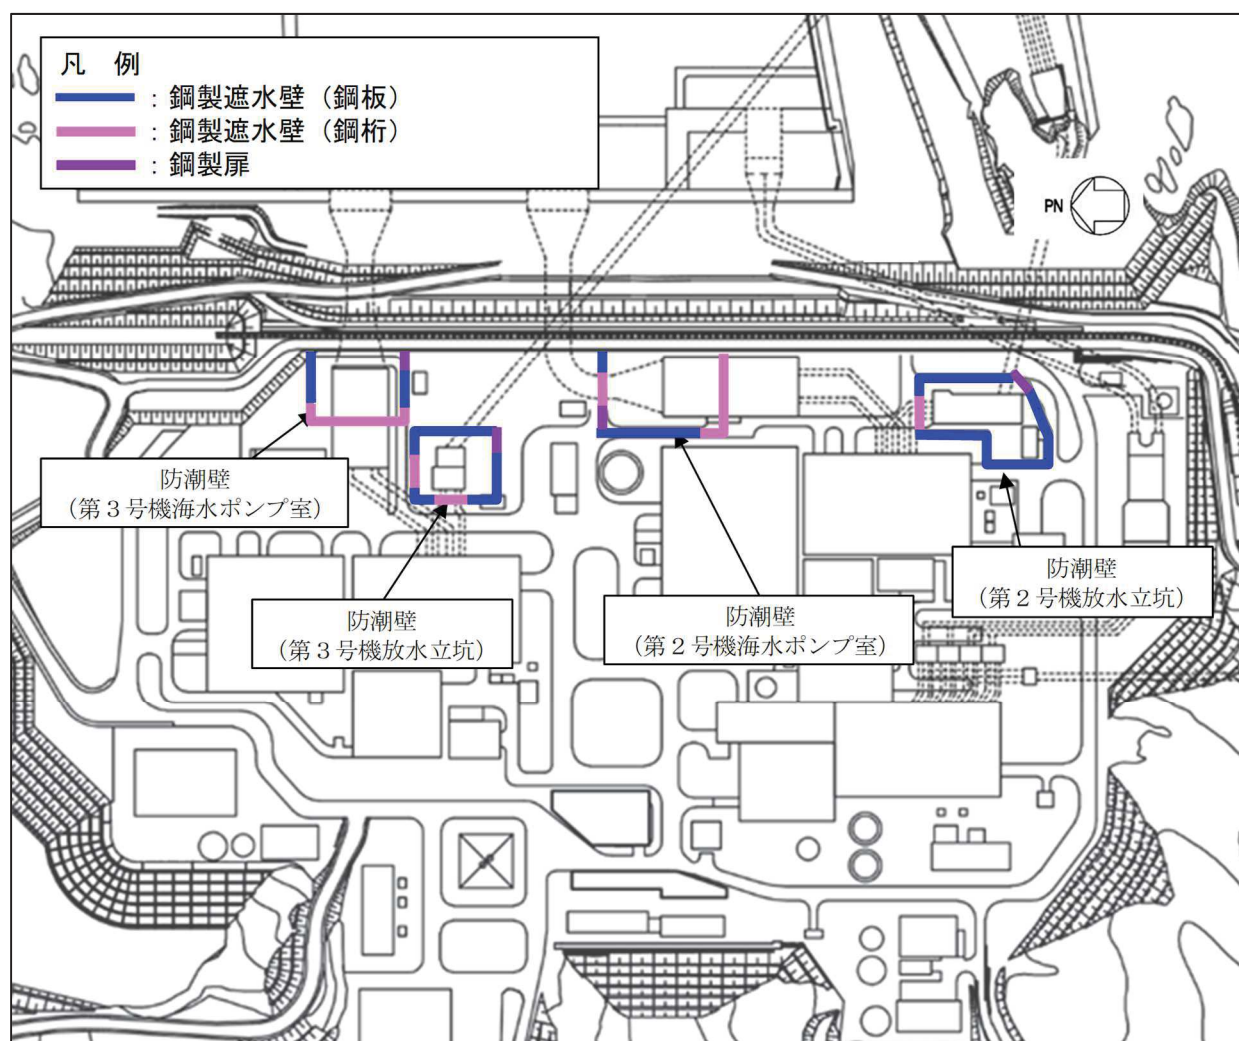 凡　例
：鋼製遮水壁（鋼板）
：鋼製遮水壁（鋼桁）
：鋼製扉
PN
防潮壁
（第３号機海水ポンプ室）
防潮壁
（第３号機放水立坑）
防潮壁
（第２号機海水ポンプ室）
防潮壁
（第２号機放水立坑）